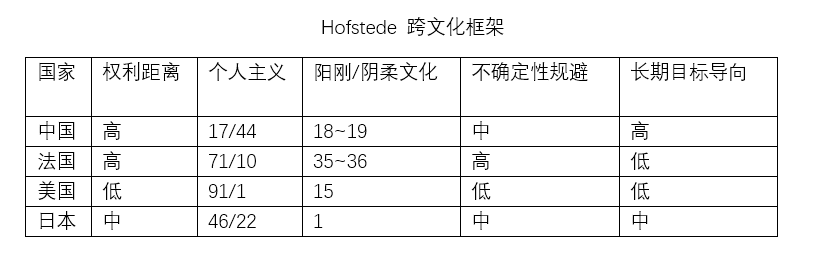 Hofstede 跨文化框架
国家 权利距离 个人主义 阳刚/阴柔文化 不确定性规避 长期目标导向
中国 高 17/44 18~19 中 高
法国 高 71/10 35~36 高 低
美国 低 91/1 15 低 低
日本 中 46/22 1 中 中